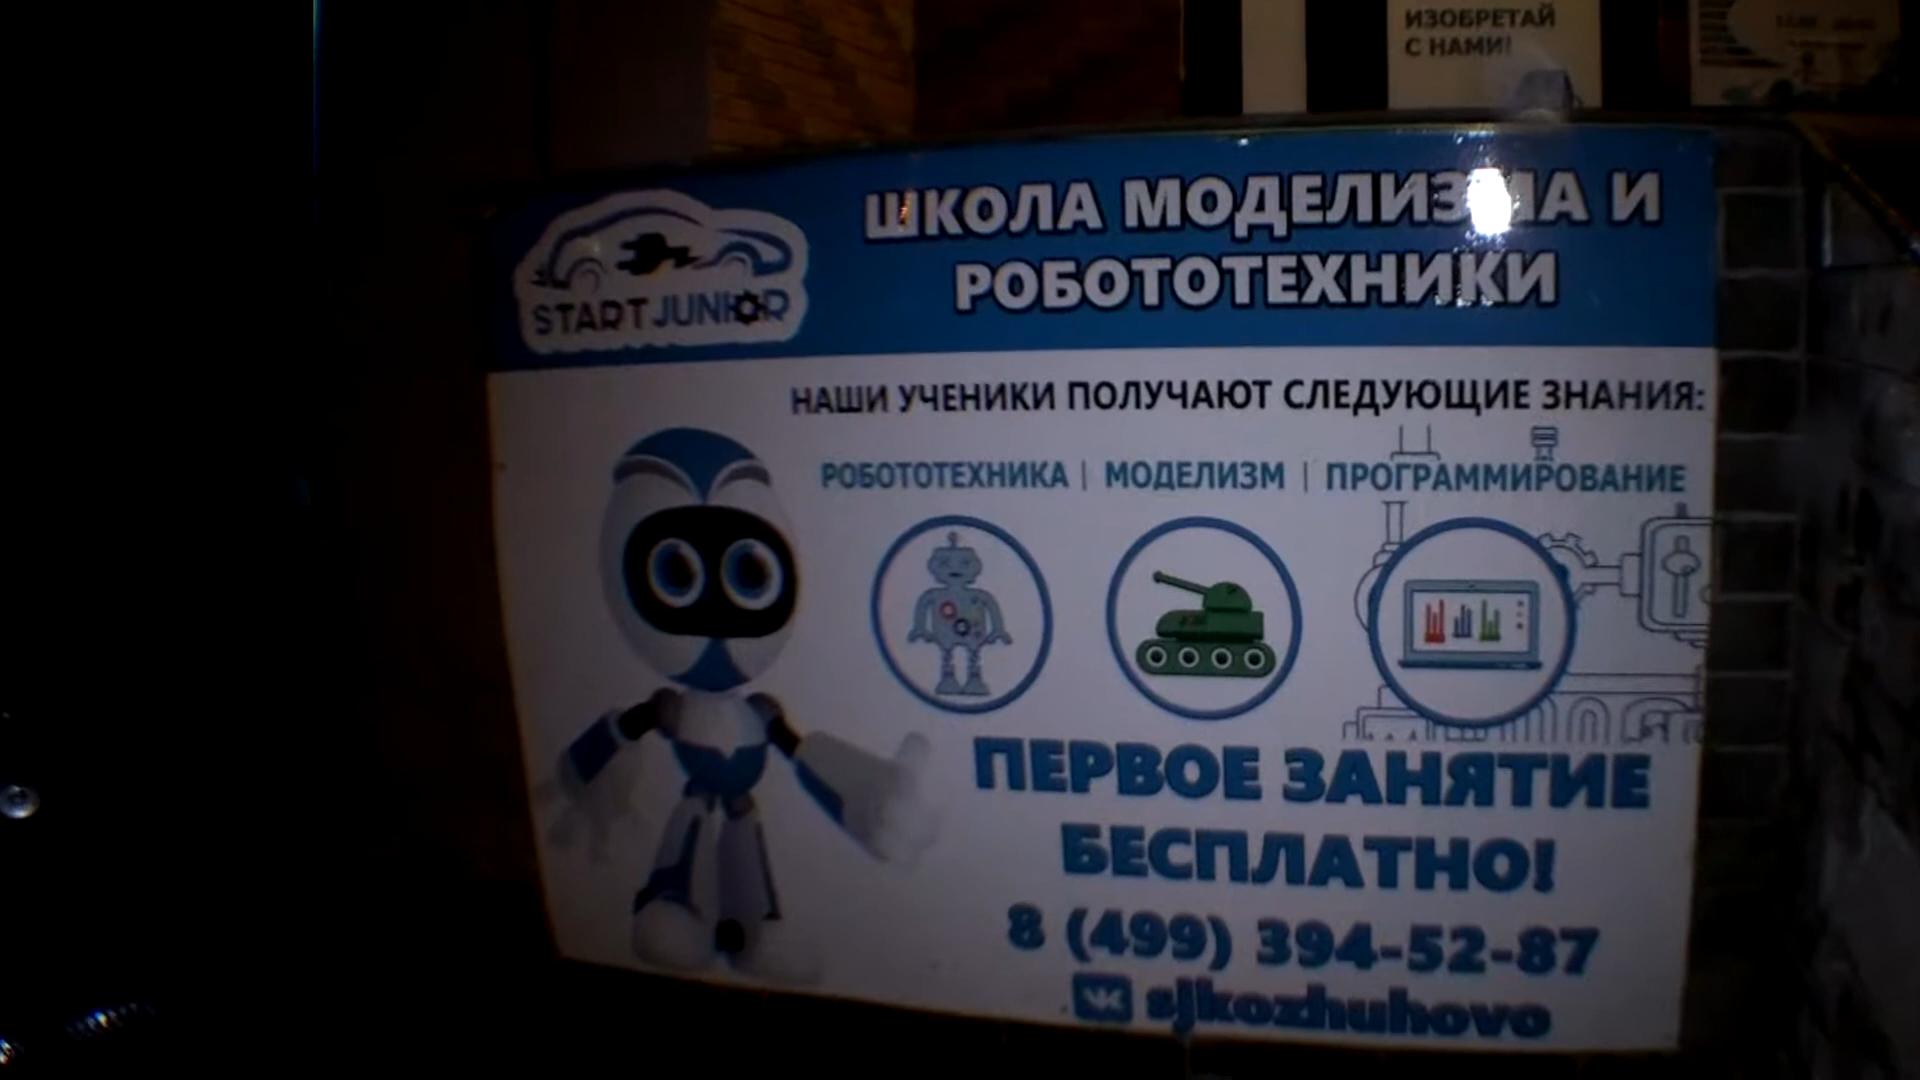 ИЗОБРЕТАЙ
С НАМИ!
ШКОЛА МОДЕЛИЗМА И
РОБОТОТЕХНИКИ
START JUNIOR
НАШИ УЧЕНИКИ ПОЛУЧАЮТ СЛЕДУЮЩИЕ ЗНАНИЯ:
РОБОТОТЕХНИКА | МОДЕЛИЗМ | ПРОГРАММИРОВАНИЕ
ПЕРВОЕ ЗАНЯТИЕ
БЕСПЛАТНО!
8 (499) 394-52-87
sjkozhuhovo